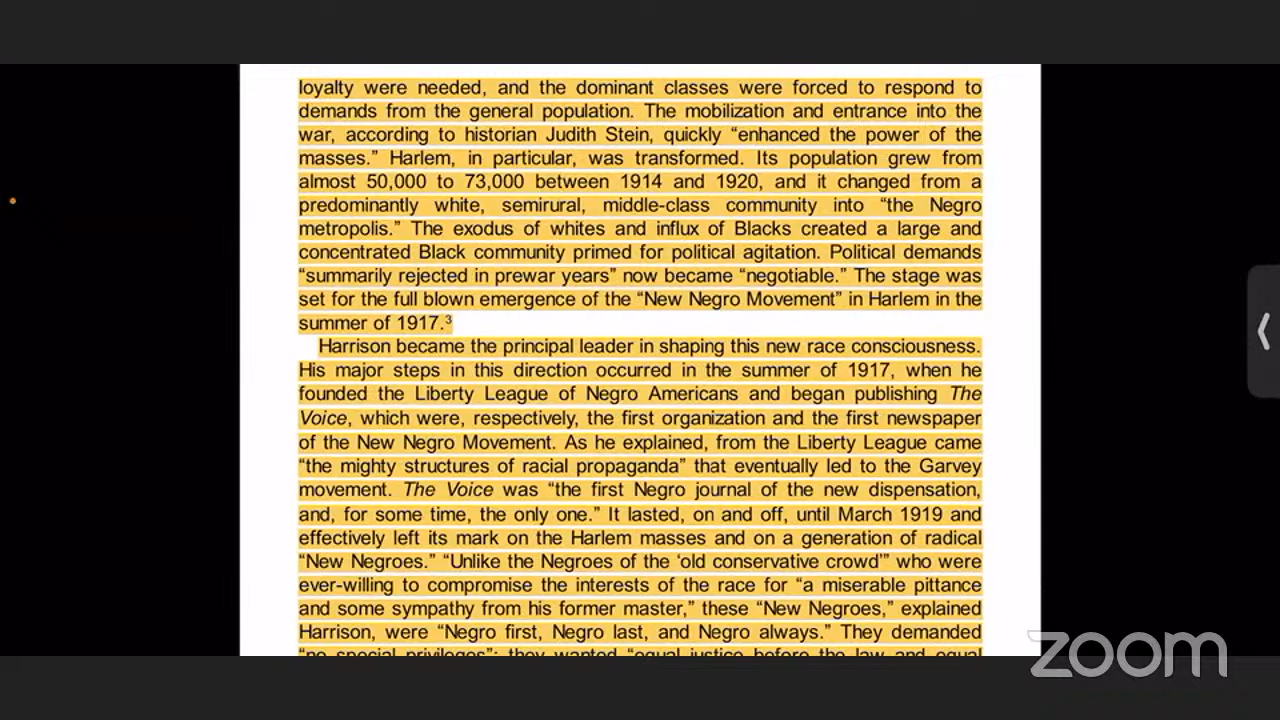 loyalty were needed, and the dominant classes were forced to respond to
demands from the general population. The mobilization and entrance into the
war, according to historian Judith Stein, quickly “enhanced the power of the
masses.” Harlem, in particular, was transformed. Its population grew from
almost 50,000 to 73,000 between 1914 and 1920, and it changed from a
predominantly white, semirural, middle-class community into “the Negro
metropolis.” The exodus of whites and influx of Blacks created a large and
concentrated Black community primed for political agitation. Political demands
“summarily rejected in prewar years” now became “negotiable.” The stage was
set for the full blown emergence of the “New Negro Movement” in Harlem in the
summer of 1917.³
Harrison became the principal leader in shaping this new race consciousness.
His major steps in this direction occurred in the summer of 1917, when he
founded the Liberty League of Negro Americans and began publishing The
Voice, which were, respectively, the first organization and the first newspaper
of the New Negro Movement. As he explained, from the Liberty League came
“the mighty structures of racial propaganda” that eventually led to the Garvey
movement. The Voice was “the first Negro journal of the new dispensation,
and, for some time, the only one.” It lasted, on and off, until March 1919 and
effectively left its mark on the Harlem masses and on a generation of radical
“New Negroes.” “Unlike the Negroes of the ‘old conservative crowd’” who were
ever-willing to compromise the interests of the race for “a miserable pittance
and some sympathy from his former master,” these “New Negroes,” explained
Harrison, were “Negro first, Negro last, and Negro always.” They demanded
“no special privileges”; they wanted “equal justice before the law and equal
zoom